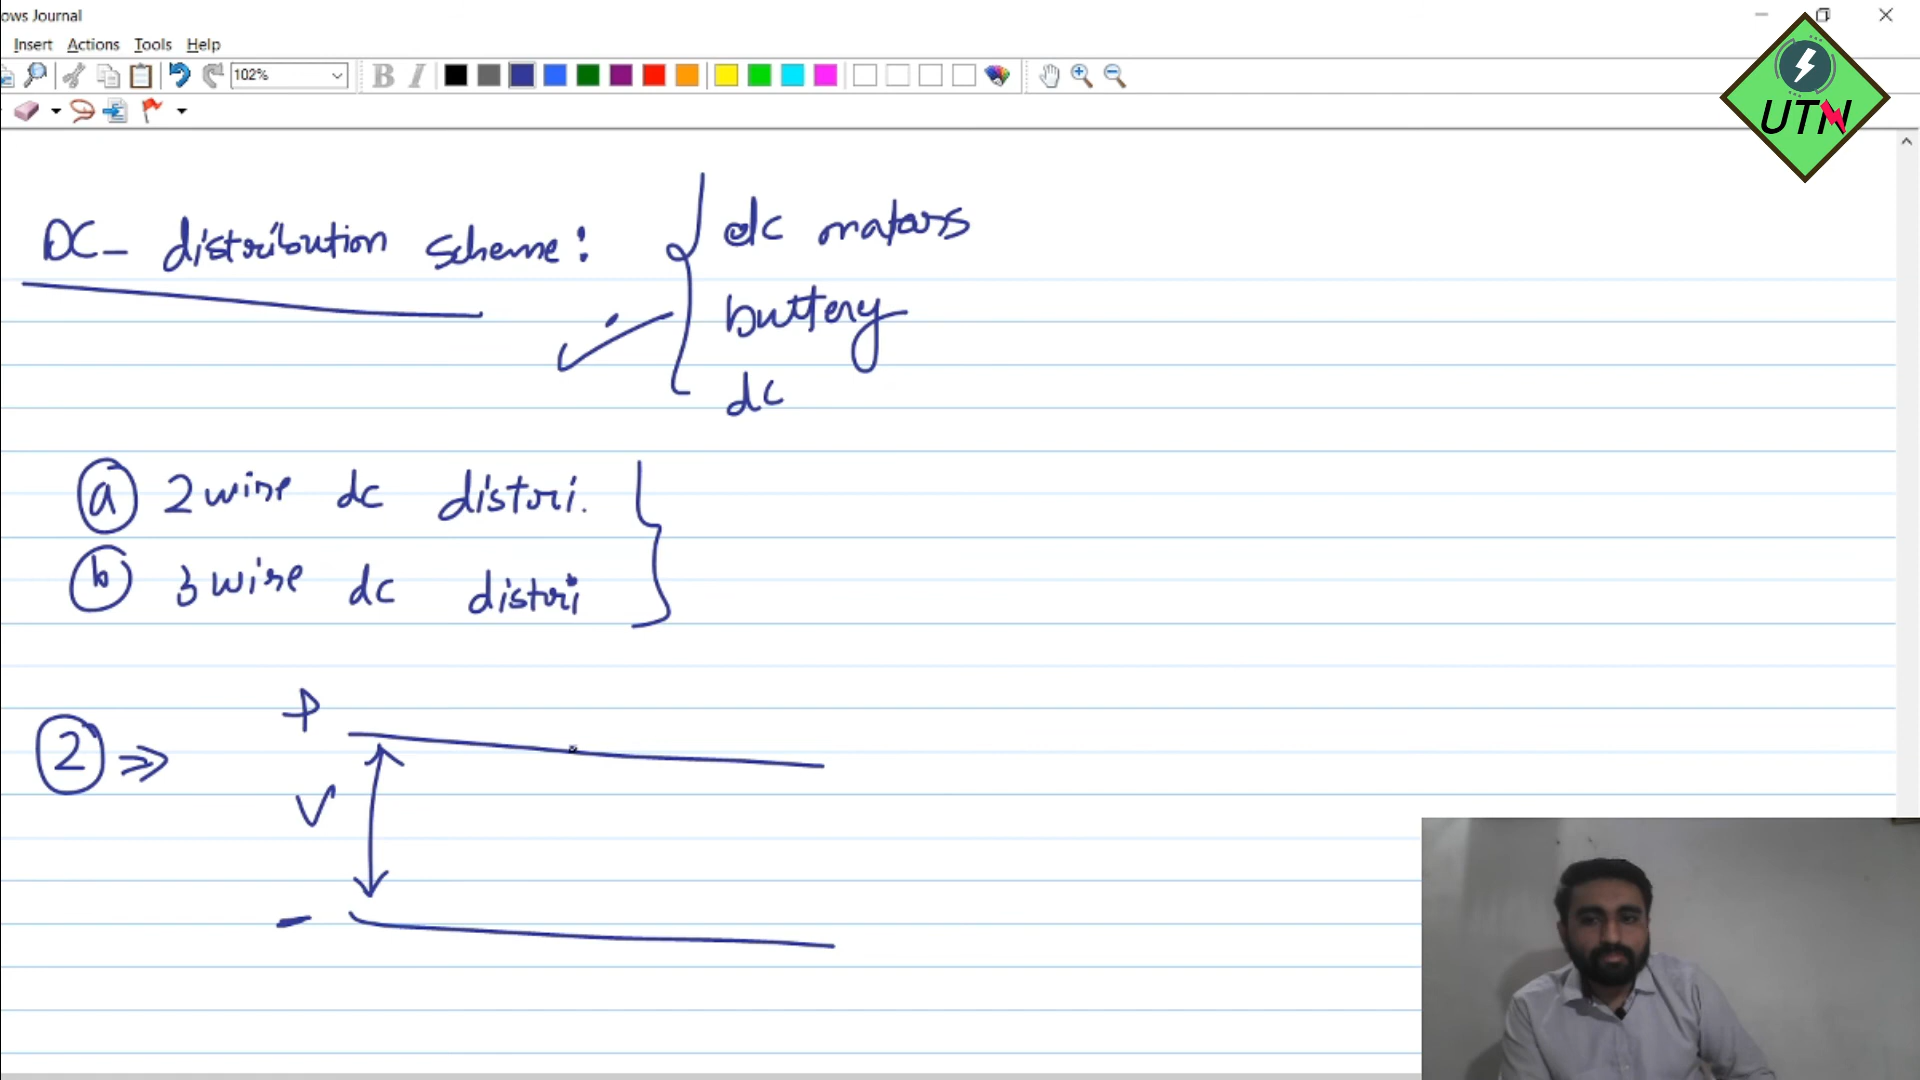 ows Journal
Insert Actions Tools Help
102%
B I
UTN
DC- distribution scheme:
dc motors
buttery
dc
a 2 wire dc distri.
b 3 wire dc distri
2 ⇒
+
V
-